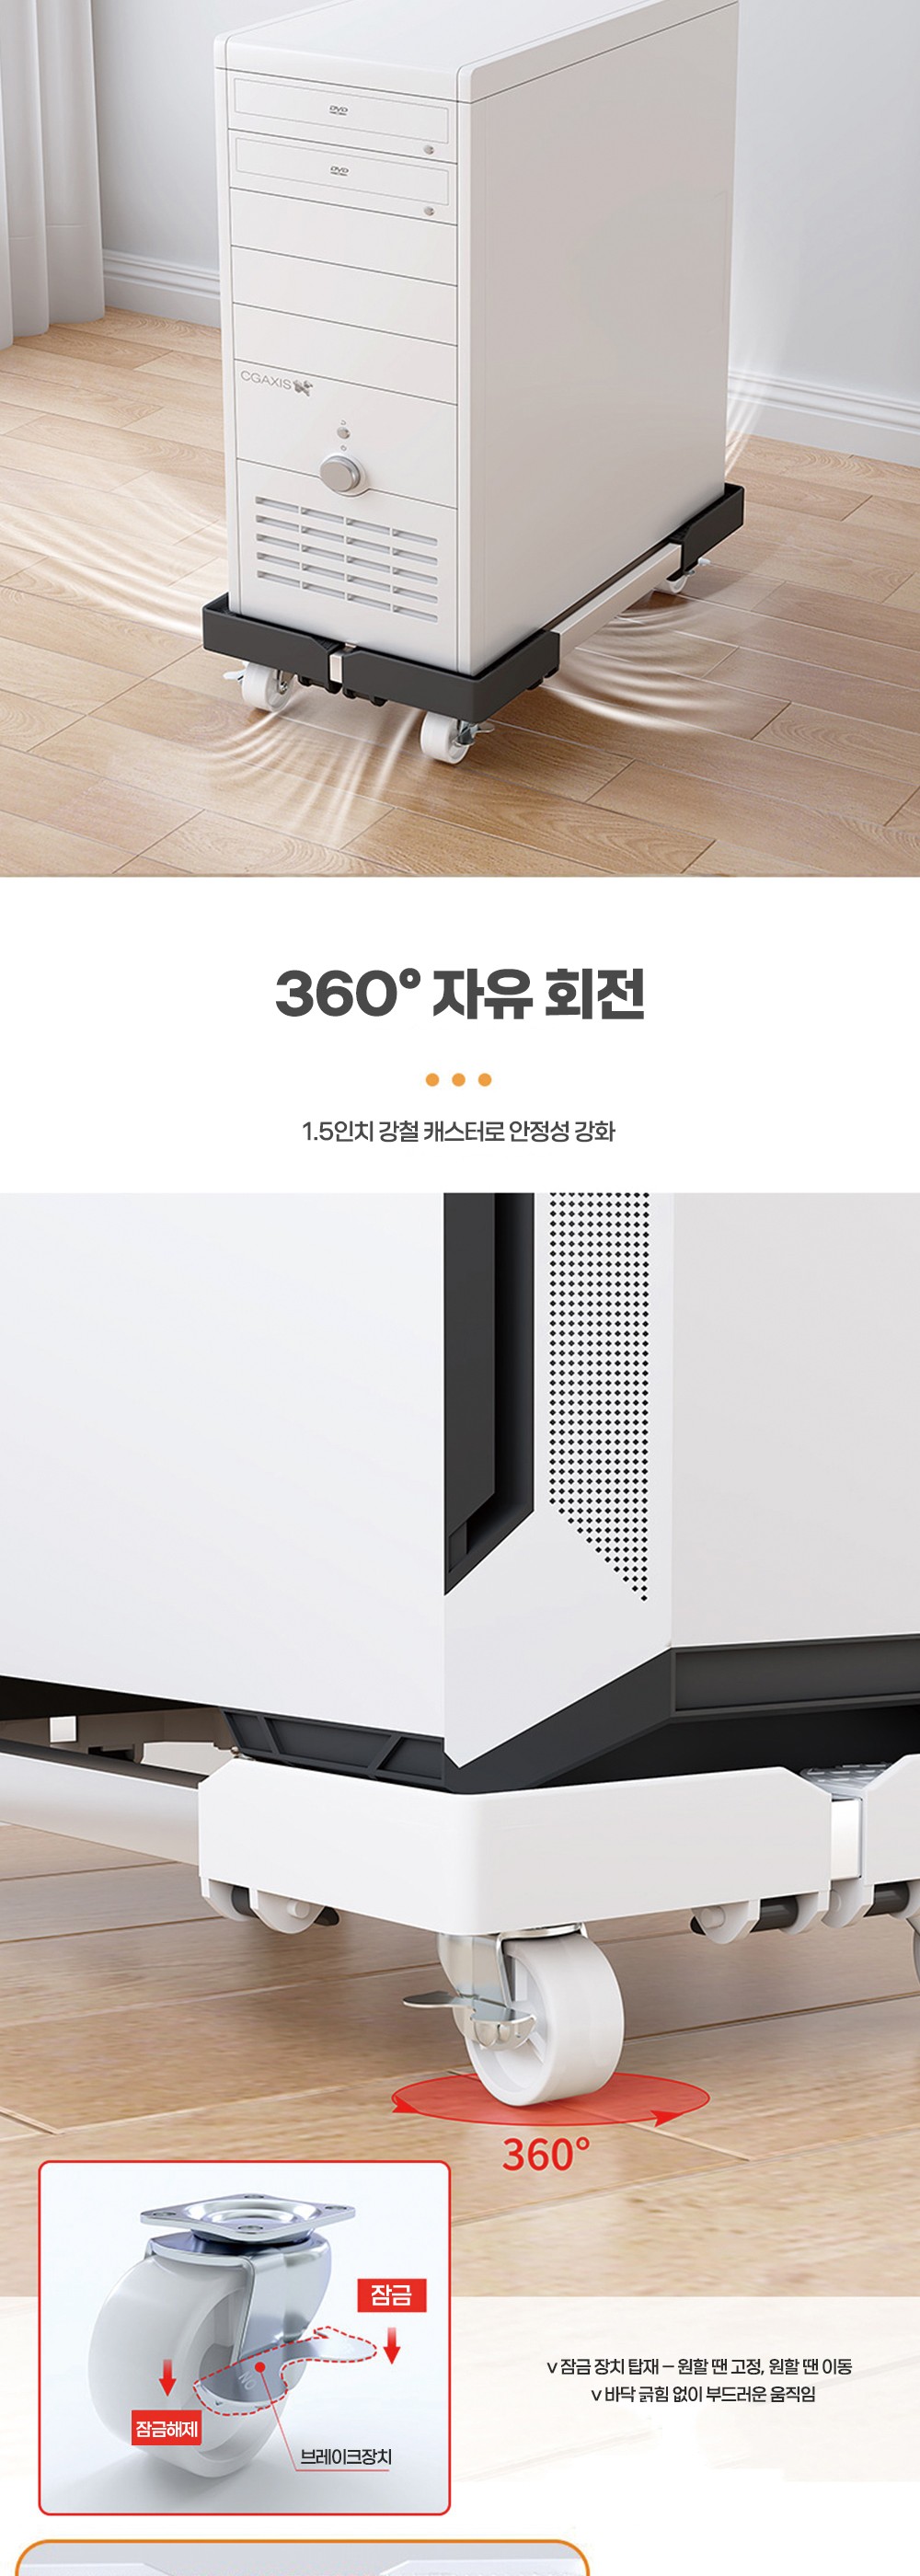 DVD
DVD
CGAXIS
360° 자유 회전
1.5인치 강철 캐스터로 안정성 강화
360°
잠금
NO
잠금해제
브레이크장치
v 잠금 장치 탑재 – 원할 땐 고정, 원할 땐 이동
v 바닥 긁힘 없이 부드러운 움직임